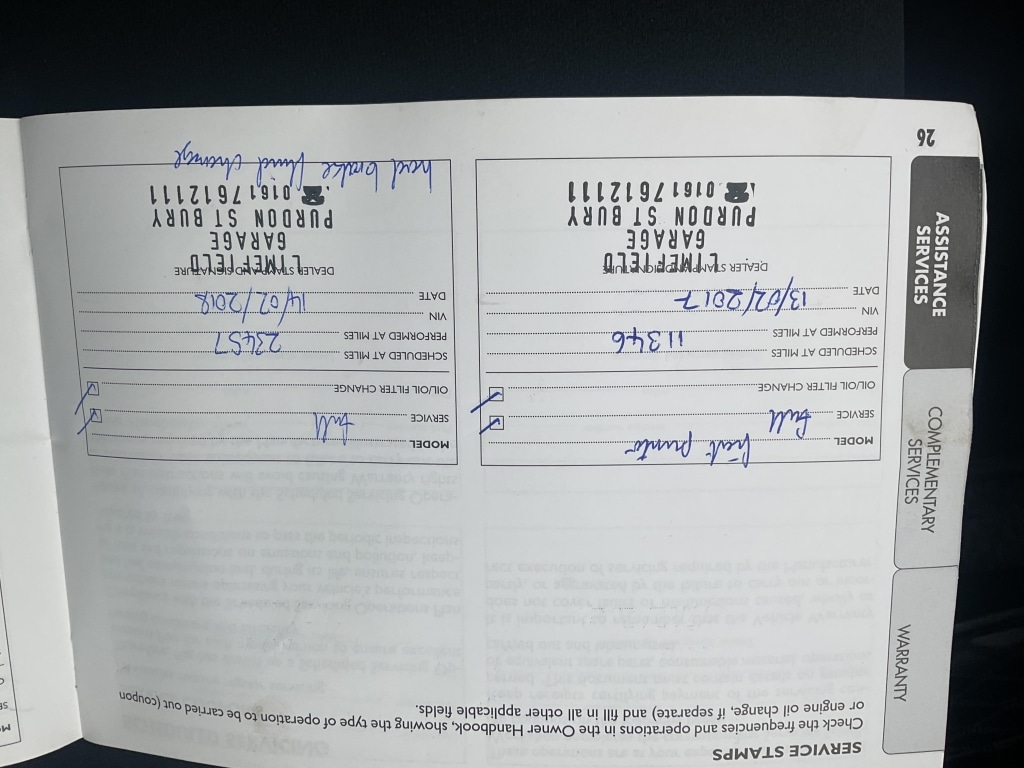 SERVICE STAMPS
Check the frequencies and operations in the Owner Handbook, showing the type of operation to be carried out (coupon
or engine oil change, if separate) and fill in all other applicable fields.
MODEL fiat punto
SERVICE full
OIL/OIL FILTER CHANGE
SCHEDULED AT MILES
PERFORMED AT MILES 11346
VIN
DATE 13/02/2017
DEALER STAMP AND SIGNATURE
LIMEFIELD
GARAGE
PURDON ST BURY
0161 7612111
MODEL
SERVICE full
OIL/OIL FILTER CHANGE
SCHEDULED AT MILES
PERFORMED AT MILES 23457
VIN
DATE 14/02/2018
DEALER STAMP AND SIGNATURE
LIMEFIELD
GARAGE
PURDON ST BURY
0161 7612111
had brake fluid change
WARRANTY
COMPLEMENTARY
SERVICES
ASSISTANCE
SERVICES
26